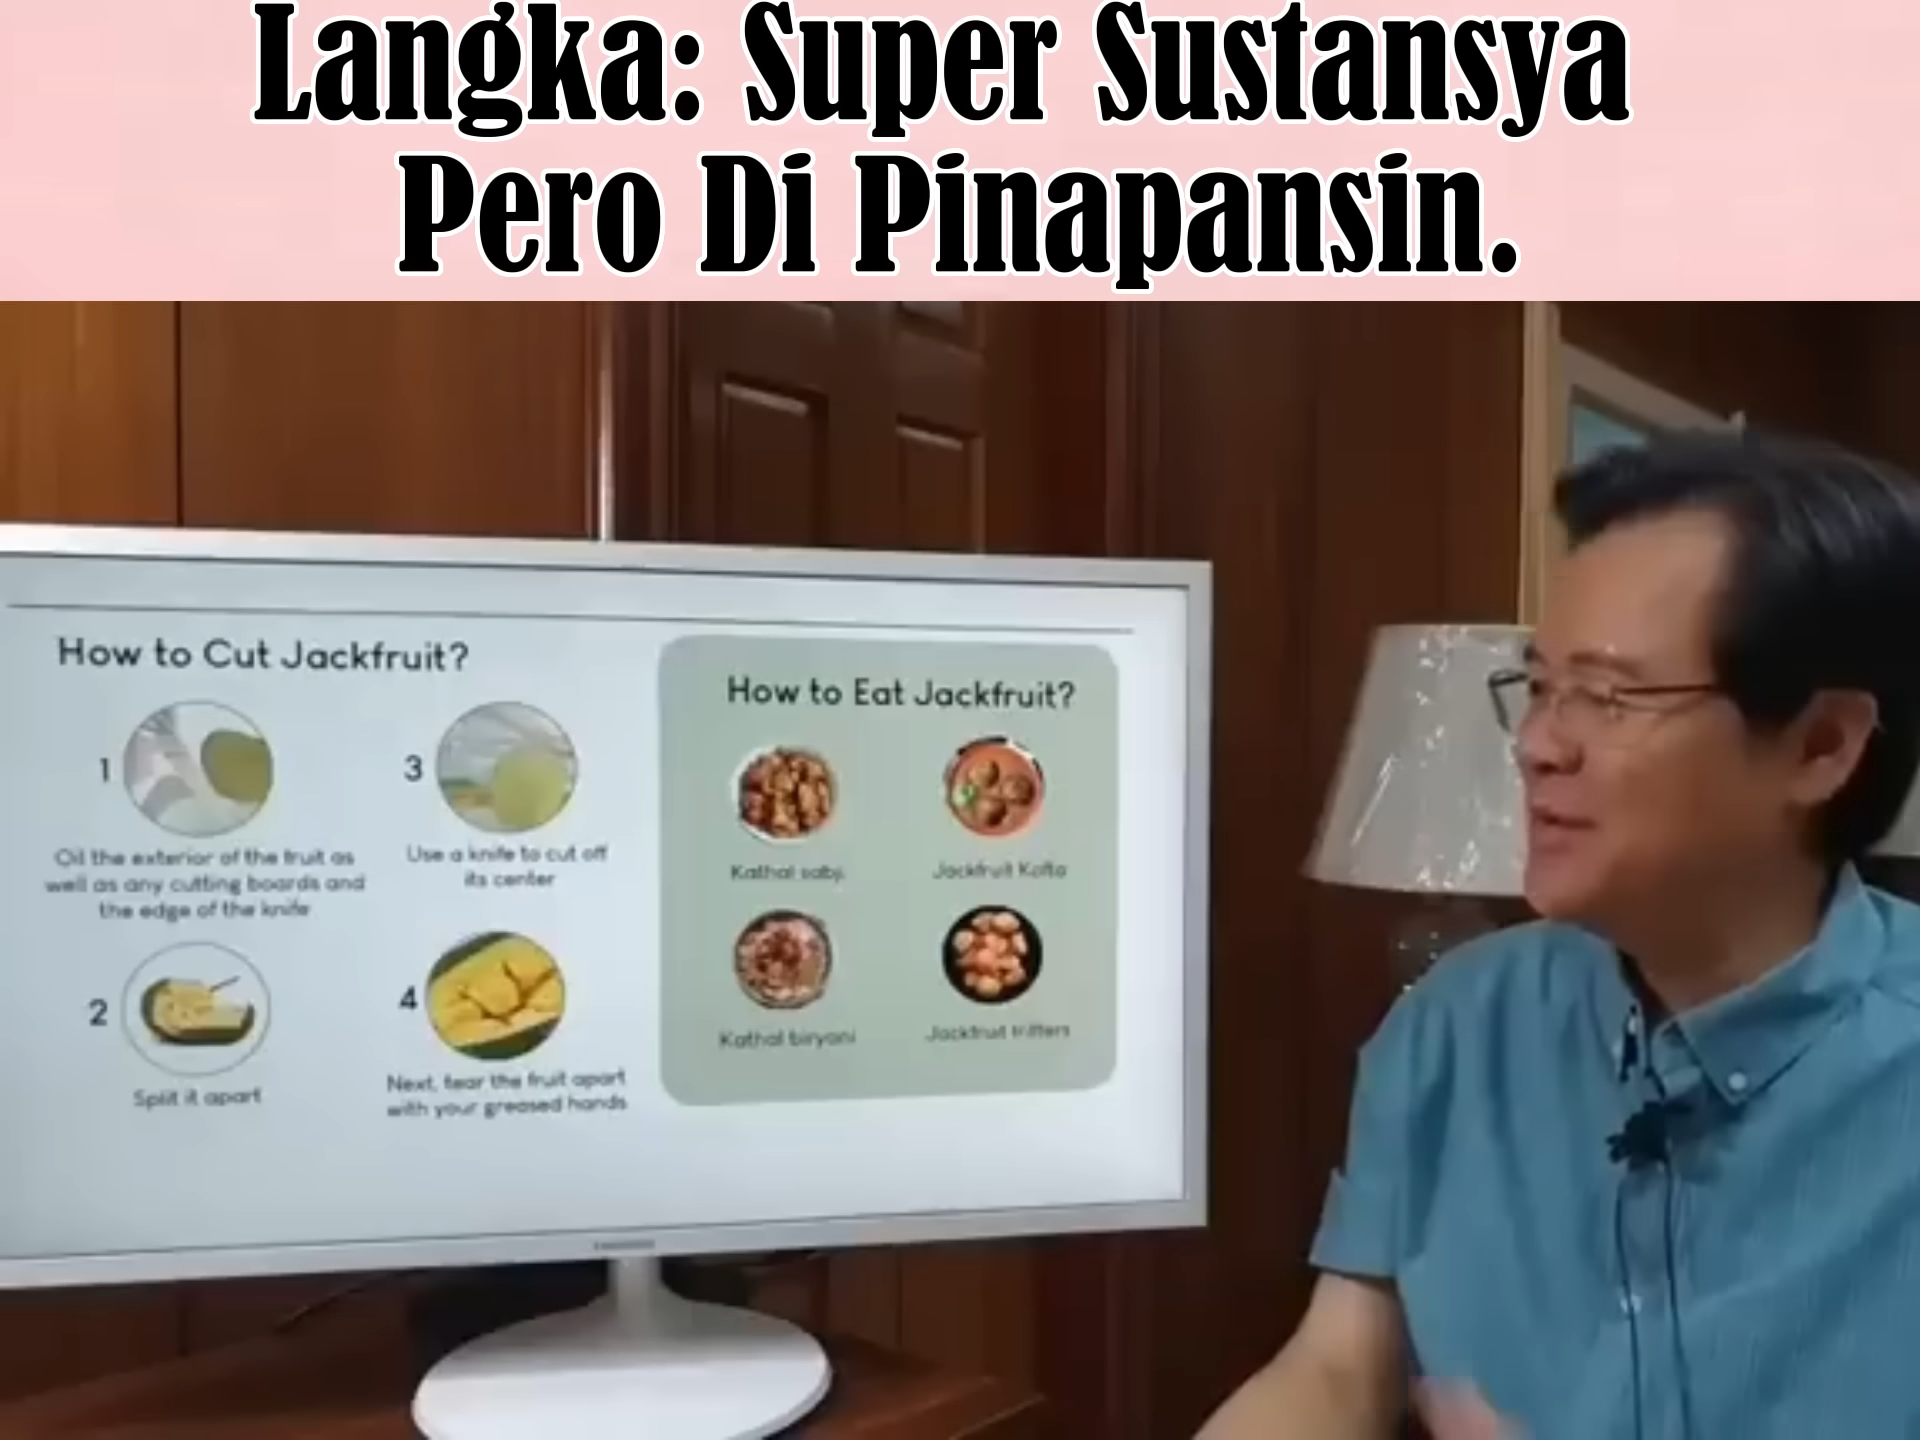 Langka: Super Sustansya
Pero Di Pinapansin.
How to Cut Jackfruit?
1
Oil the exterior of the fruit as
well as any cutting boards and
the edge of the knife
2
Split it apart
3
Use a knife to cut off
its center
4
Next, tear the fruit apart
with your greased hands
How to Eat Jackfruit?
Kathal sabji
Jackfruit Kofta
Kathal biryani
Jackfruit fritters